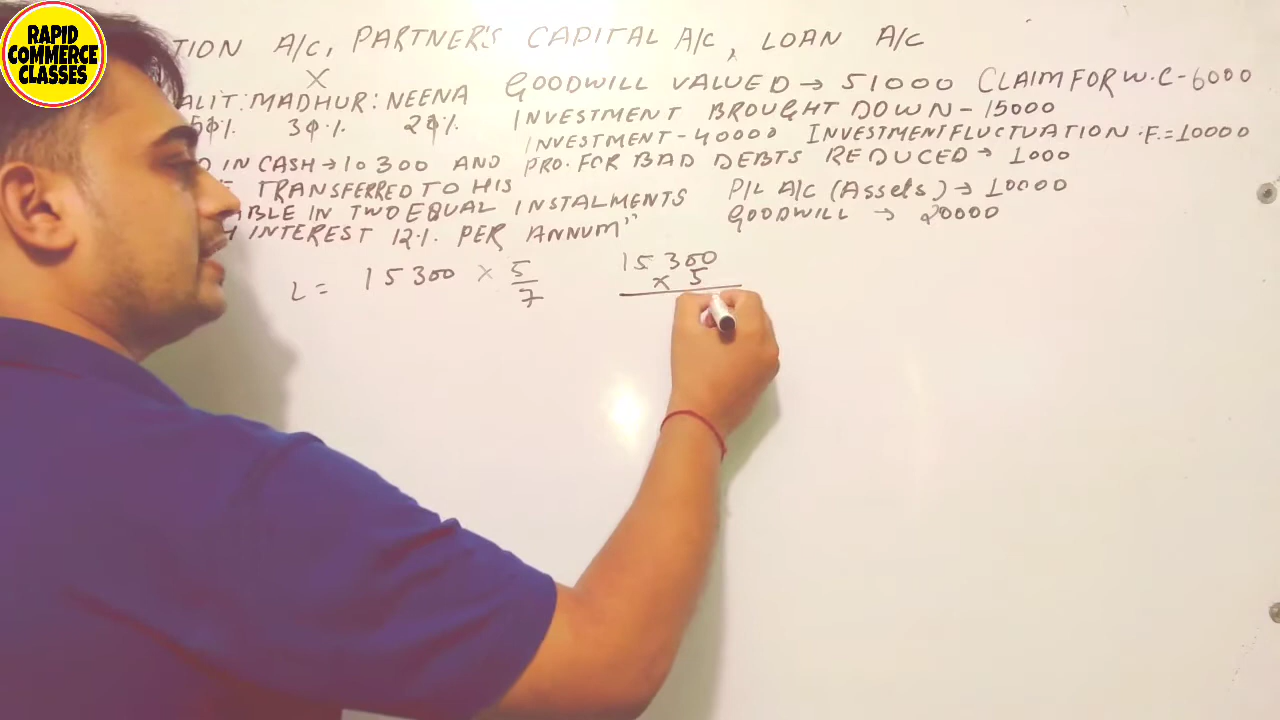 RAPID
COMMERCE
CLASSES
TION A/C, PARTNER'S CAPITAL A/C, LOAN A/C
X
ALIT: MADHUR: NEENA
50% 30% 20%
IN CASH → 10300 AND
TRANSFERRED TO HIS
ABLE IN TWO EQUAL INSTALMENTS
H INTEREST 12% PER ANNUM"
GOODWILL VALUED → 51000 CLAIM FOR W.C - 6000
INVESTMENT BROUGHT DOWN - 15000
INVESTMENT - 40000 INVESTMENT FLUCTUATION .F. = 10000
PRO. FOR BAD DEBTS REDUCED → 1000
P/L A/C (Assets) → 10000
GOODWILL → 20000
L = 15300 × 5/7
15300
× 5